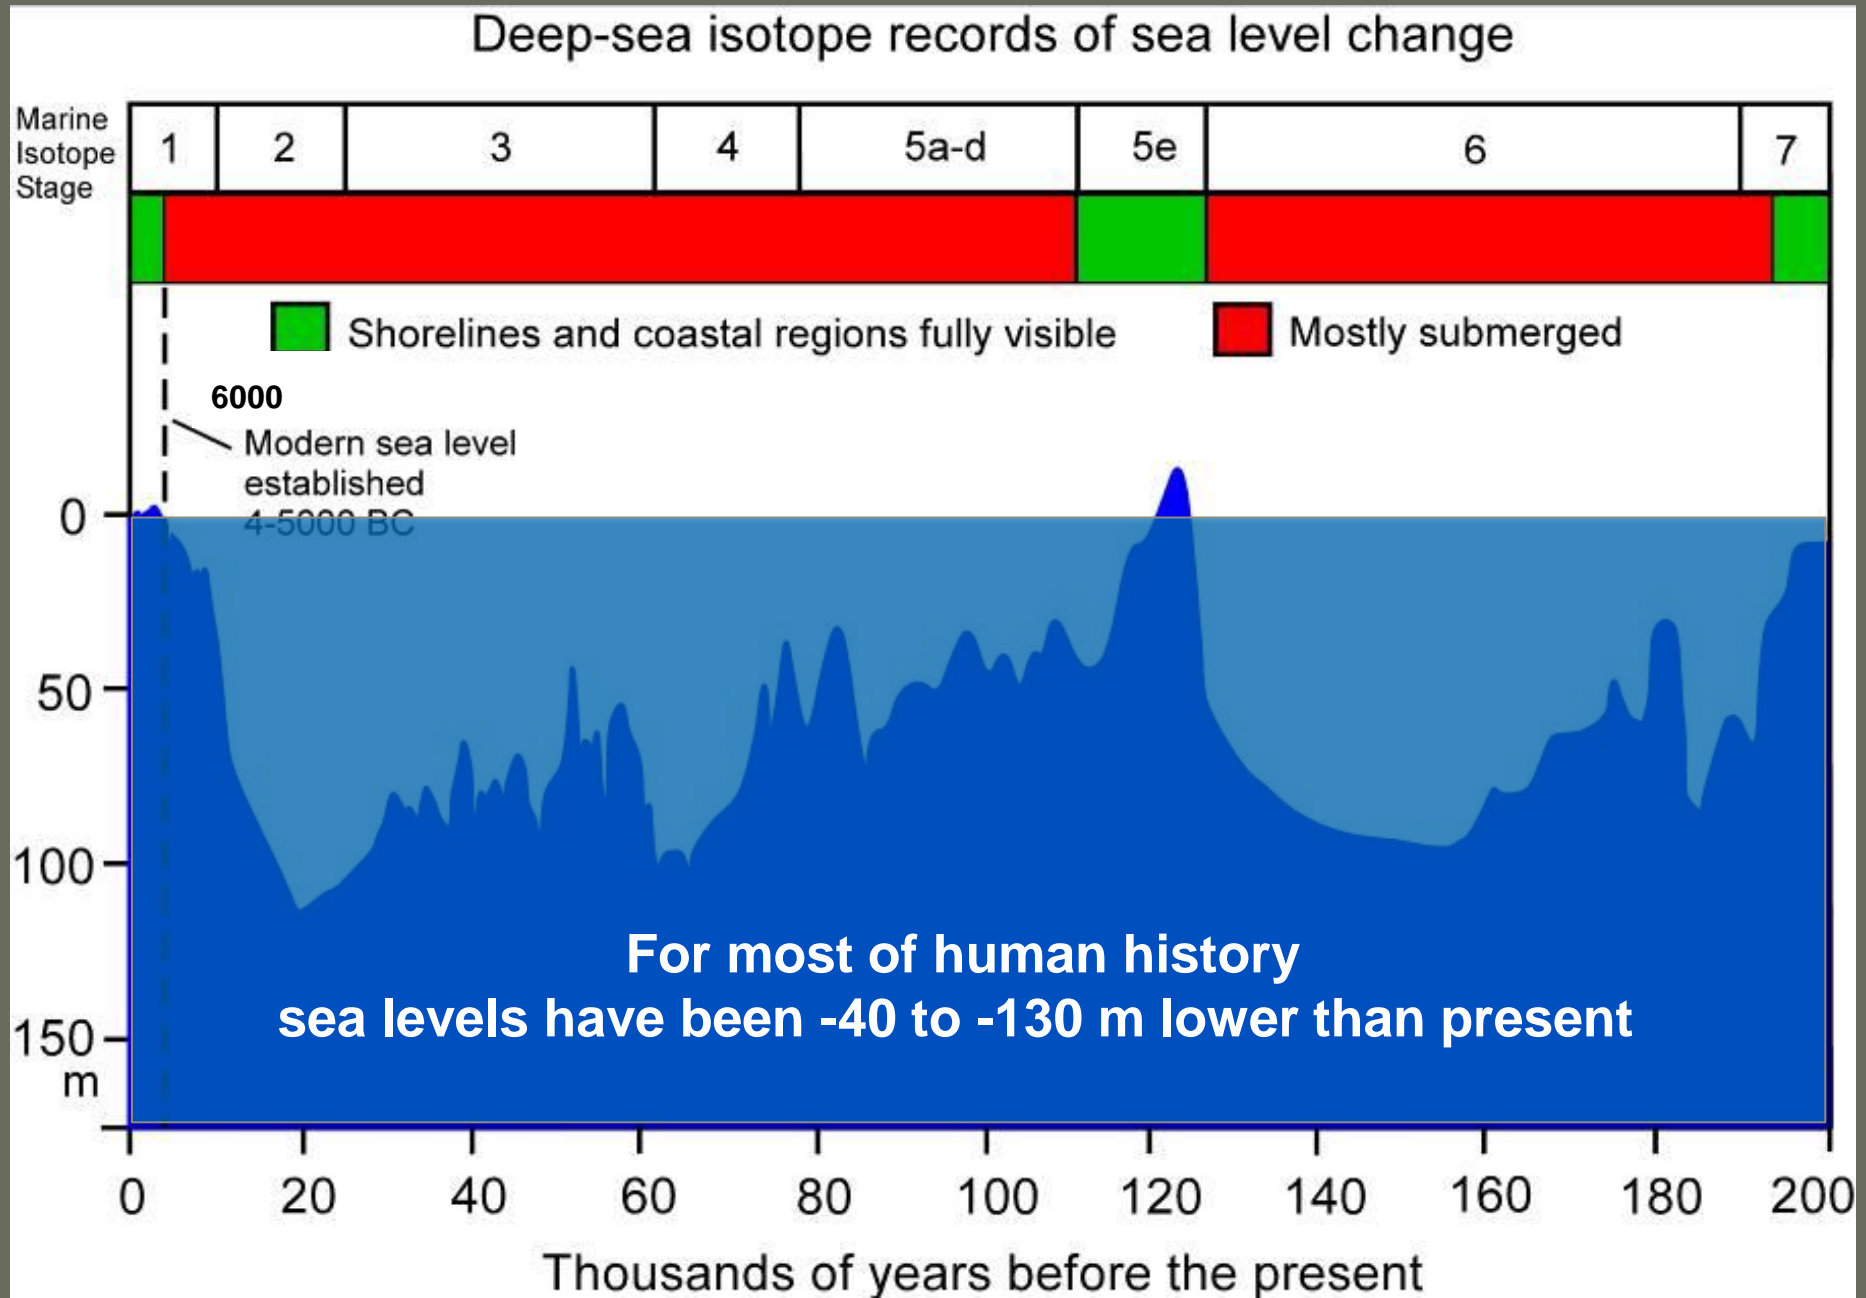 Deep-sea isotope records of sea level change
Marine
Isotope
Stage
1 2 3 4 5a-d 5e 6 7
Shorelines and coastal regions fully visible
Mostly submerged
6000
Modern sea level
established
4-5000 BC
0
50
100
150
m
For most of human history
sea levels have been -40 to -130 m lower than present
0 20 40 60 80 100 120 140 160 180 200
Thousands of years before the present